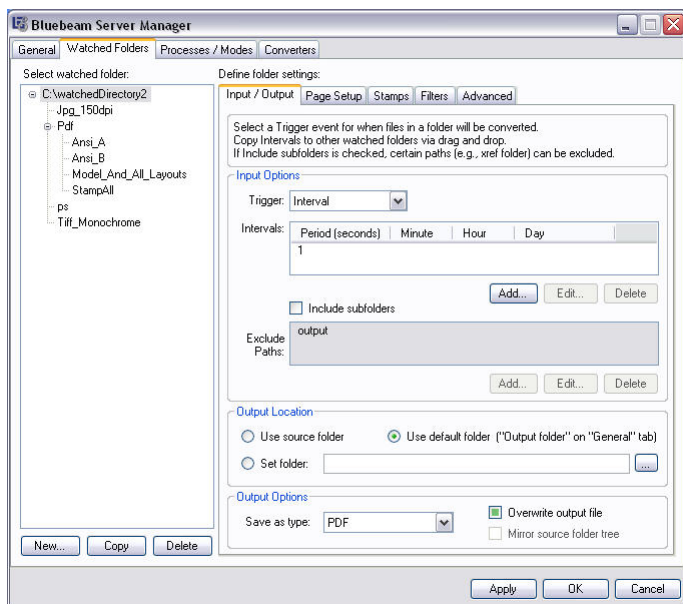 Bluebeam Server Manager
General Watched Folders Processes / Modes Converters
Select watched folder:
C:\watchedDirectory2
Jpg_150dpi
Pdf
Ansi_A
Ansi_B
Model_And_All_Layouts
StampAll
ps
Tiff_Monochrome
New... Copy Delete
Define folder settings:
Input / Output Page Setup Stamps Filters Advanced
Select a Trigger event for when files in a folder will be converted.
Copy Intervals to other watched folders via drag and drop.
If Include subfolders is checked, certain paths (e.g., xref folder) can be excluded.
Input Options
Trigger: Interval
Intervals: Period (seconds) Minute Hour Day
1
Add... Edit... Delete
Include subfolders
Exclude Paths: output
Add... Edit... Delete
Output Location
Use source folder Use default folder ("Output folder" on "General" tab)
Set folder: ...
Output Options
Save as type: PDF Overwrite output file
Mirror source folder tree
Apply OK Cancel